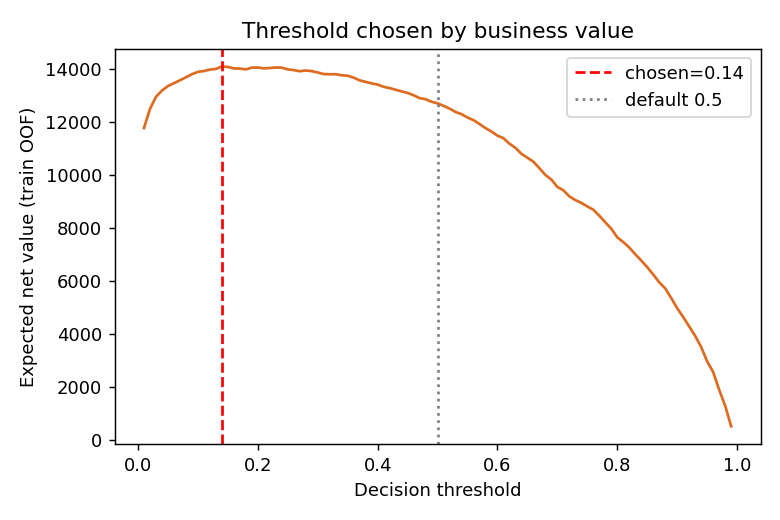 Threshold chosen by business value
Expected net value (train OOF)
14000
12000
10000
8000
6000
4000
2000
0
chosen=0.14
default 0.5
0.0
0.2
0.4
0.6
0.8
1.0
Decision threshold